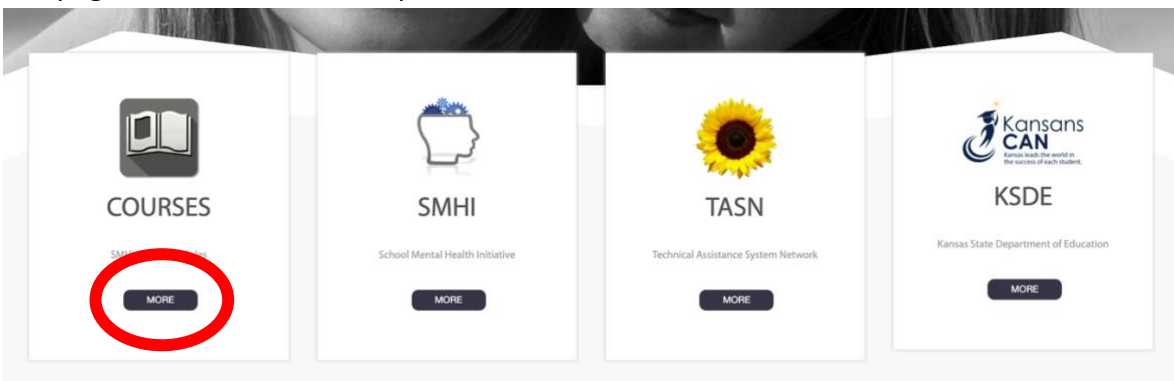 COURSES
MORE
SMHI
School Mental Health Initiative
MORE
TASN
Technical Assistance System Network
MORE
Kansans
CAN
Kansas leads the world in
the success of each student.
KSDE
Kansas State Department of Education
MORE